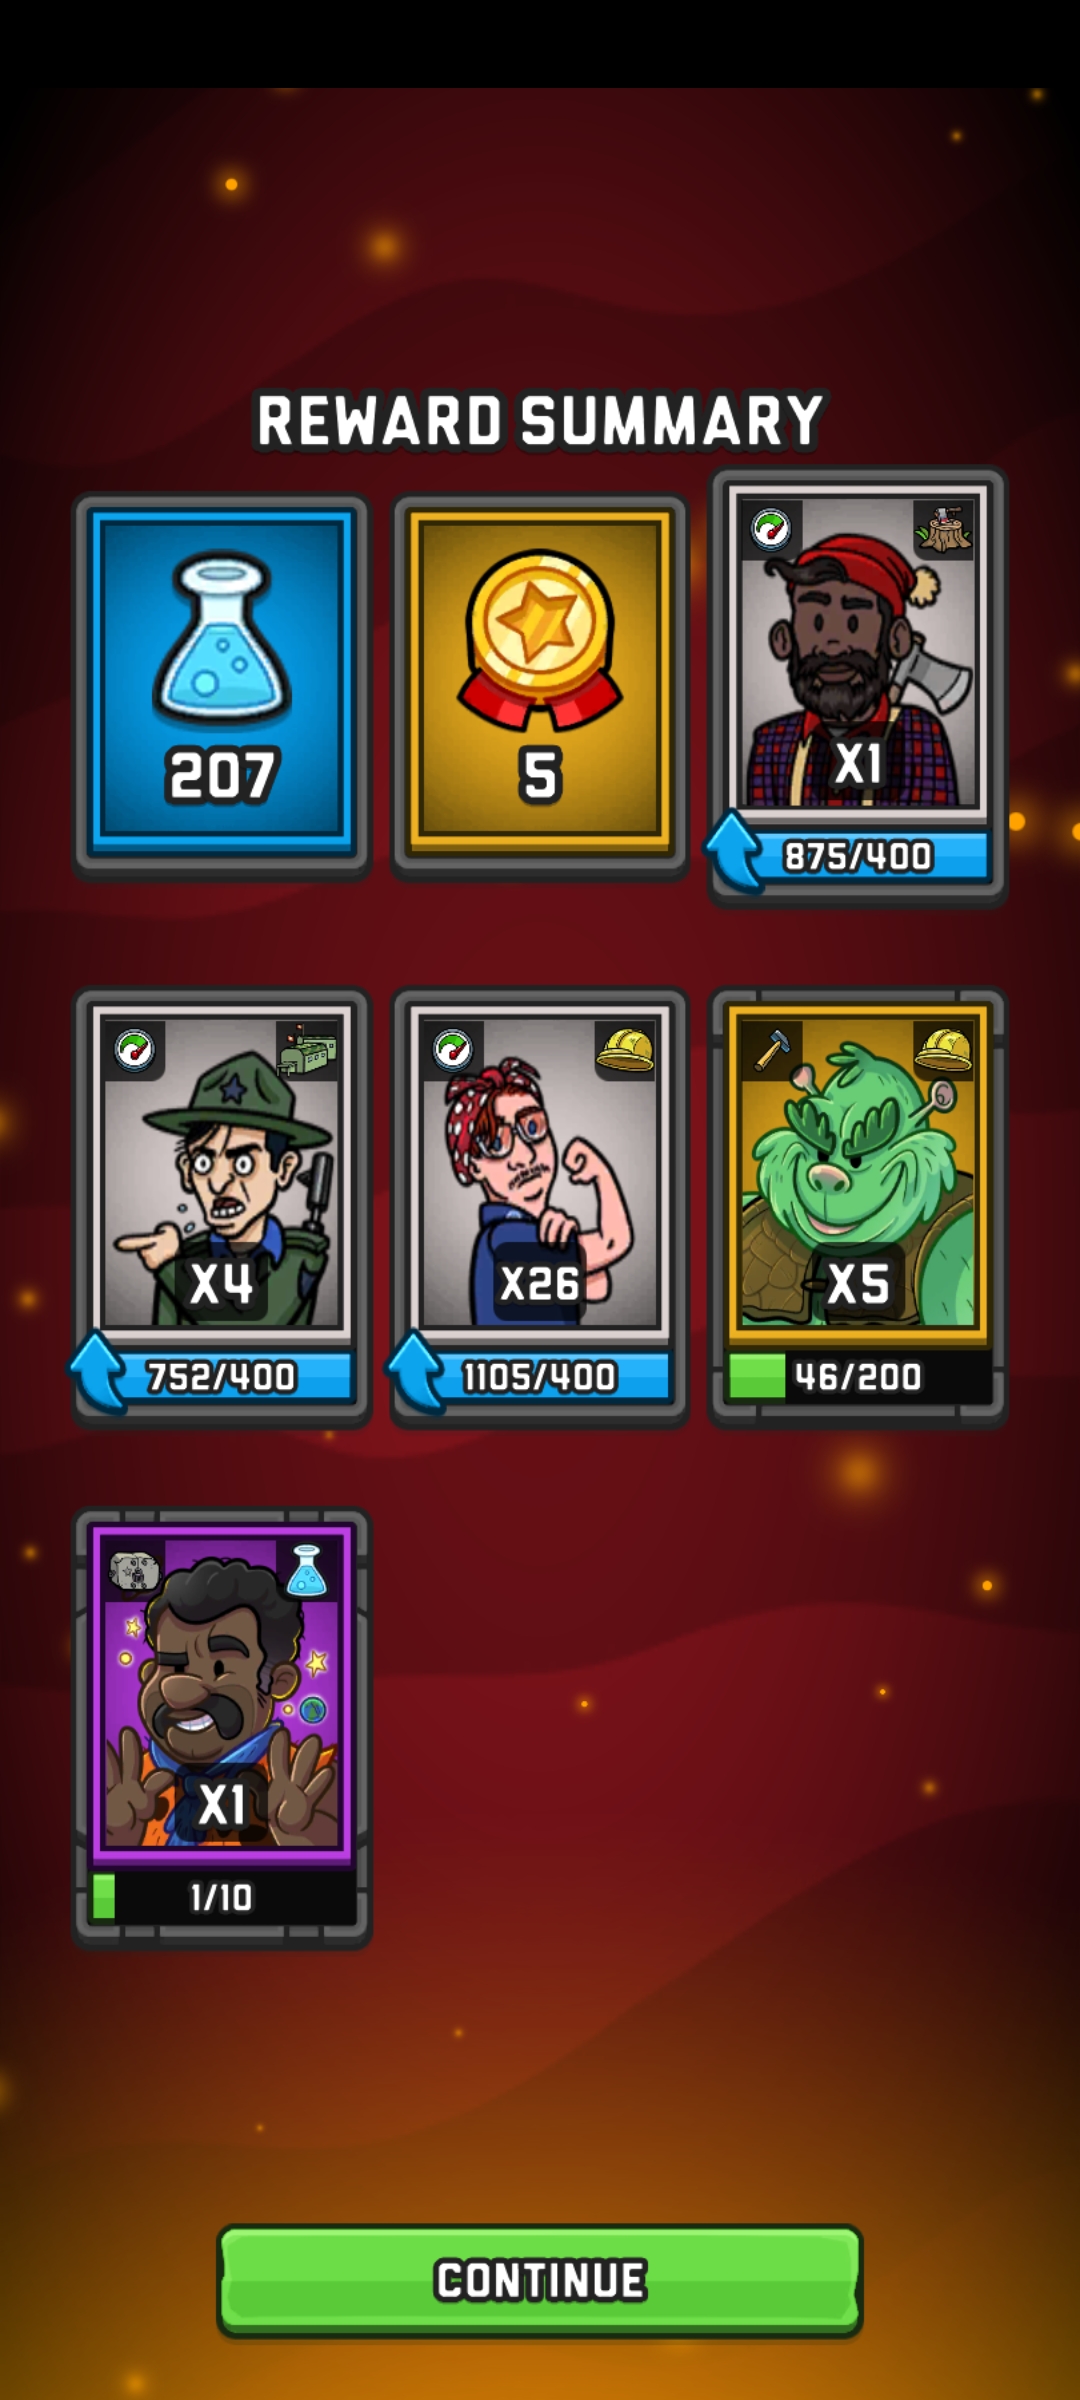 REWARD SUMMARY
207
5
X1
875/400
X4
752/400
X26
1105/400
X5
46/200
X1
1/10
CONTINUE